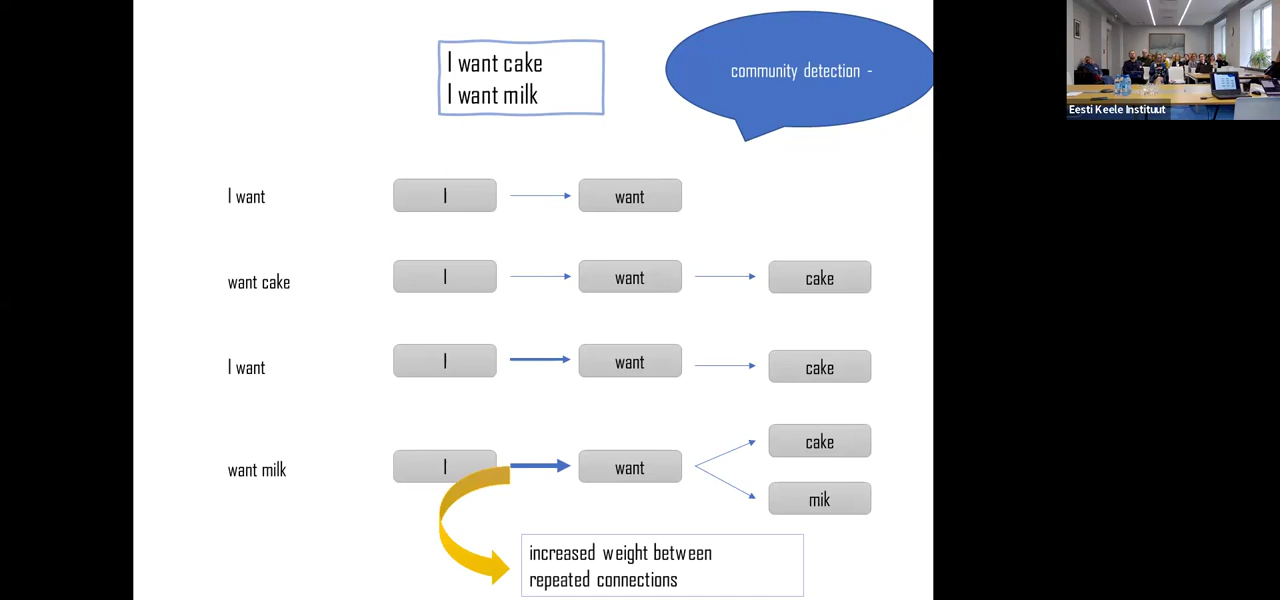 I want cake
I want milk
community detection -
Eesti Keele Instituut
I want
I
want
want cake
I
want
cake
I want
I
want
cake
want milk
I
want
cake
mik
increased weight between
repeated connections